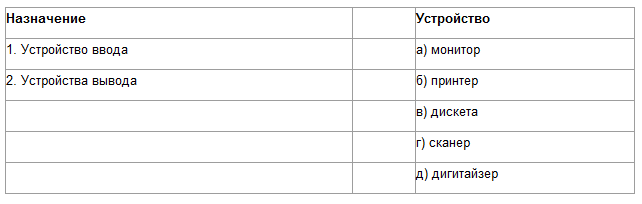 Назначение Устройство
1. Устройство ввода а) монитор
2. Устройства вывода б) принтер
в) дискета
г) сканер
д) дигитайзер